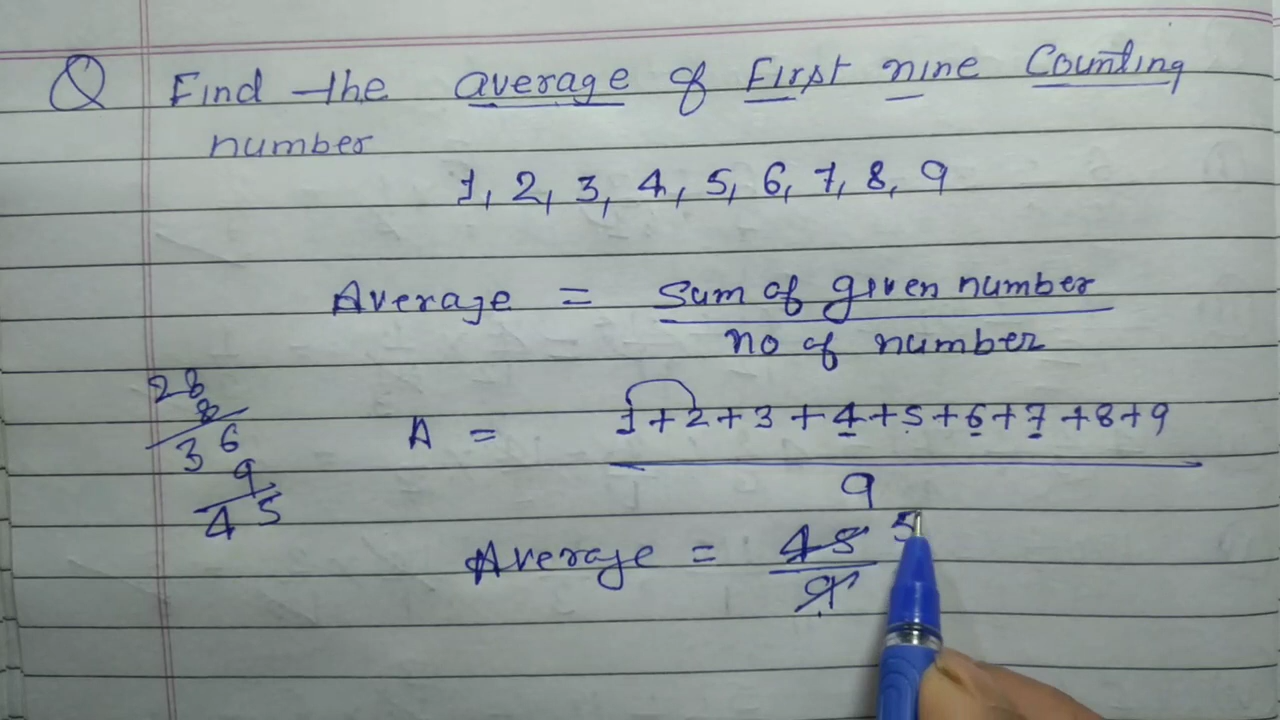 Q Find the average of First nine Counting
number
1, 2, 3, 4, 5, 6, 7, 8, 9
Average = Sum of given number
no of number
28
8
36
9
45
A = 1+2+3+4+5+6+7+8+9
9
Average = 45 5
9